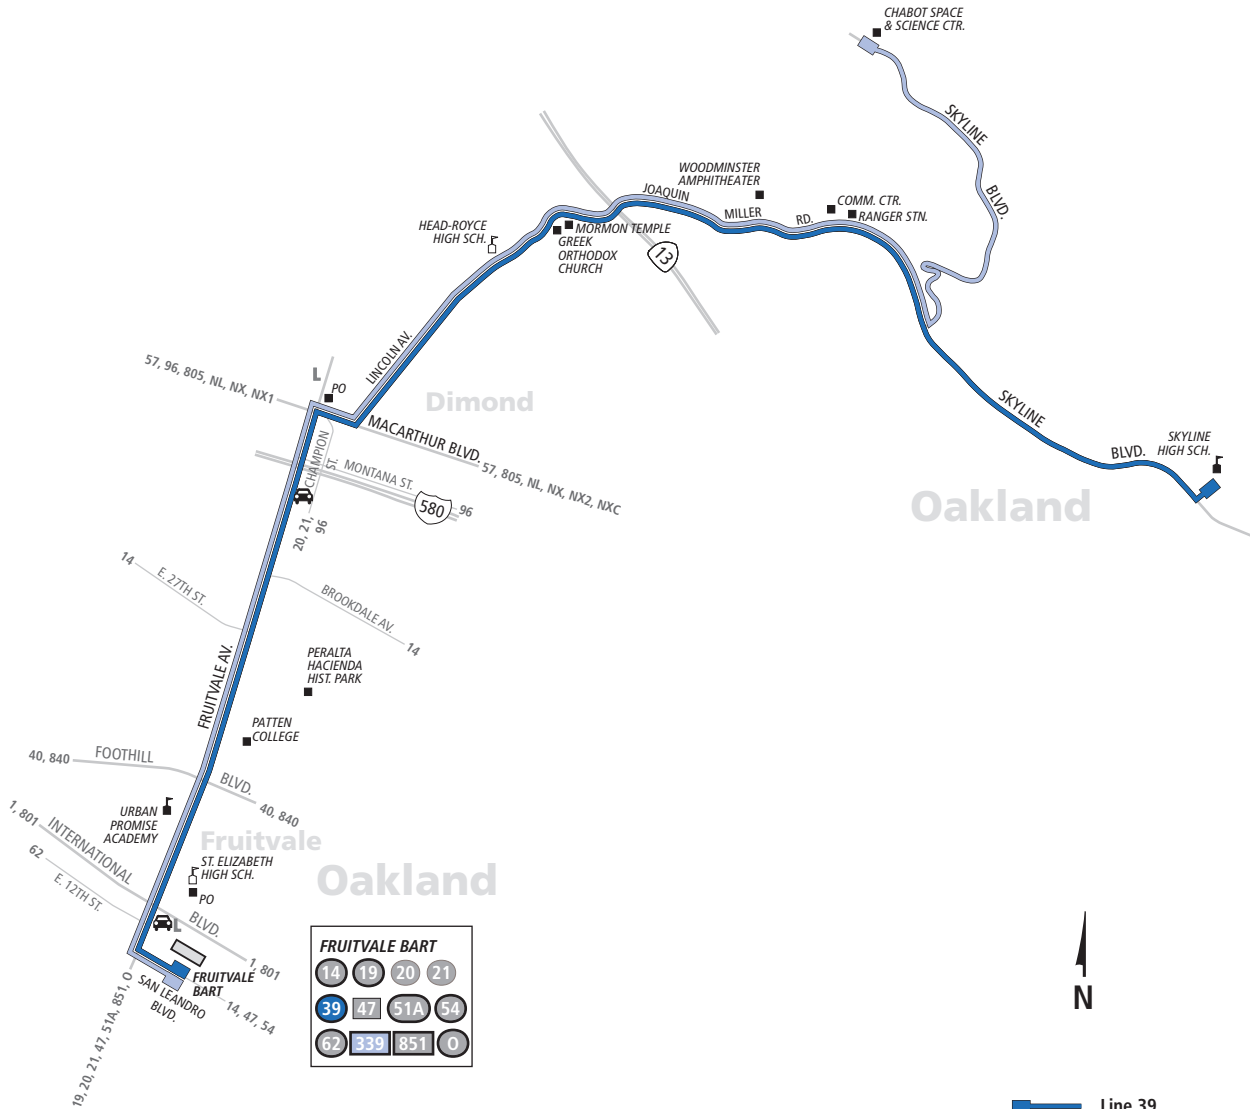 CHABOT SPACE
& SCIENCE CTR.
SKYLINE
BLVD.
WOODMINSTER
AMPHITHEATER
JOAQUIN
MILLER
RD.
COMM. CTR.
RANGER STN.
HEAD-ROYCE
HIGH SCH.
MORMON TEMPLE
GREEK
ORTHODOX
CHURCH
13
LINCOLN AV.
57, 96, 805, NL, NX, NX1
L
PO
Dimond
MACARTHUR BLVD.
57, 805, NL, NX, NX2, NXC
CHAMPION
ST.
MONTANA ST.
580
96
20, 21,
96
SKYLINE
BLVD.
SKYLINE
HIGH SCH.
Oakland
14
E. 27TH ST.
BROOKDALE AV.
14
FRUITVALE AV.
PERALTA
HACIENDA
HIST. PARK
PATTEN
COLLEGE
40, 840
FOOTHILL
BLVD.
40, 840
URBAN
PROMISE
ACADEMY
1, 801
INTERNATIONAL
BLVD.
1, 801
62
E. 12TH ST.
Fruitvale
ST. ELIZABETH
HIGH SCH.
PO
Oakland
L
FRUITVALE
BART
SAN LEANDRO
BLVD.
14, 47, 54
19, 20, 21, 47, 51A, 851, O
FRUITVALE BART
14 19 20 21
39 47 51A 54
62 339 851 O
N
Line 39